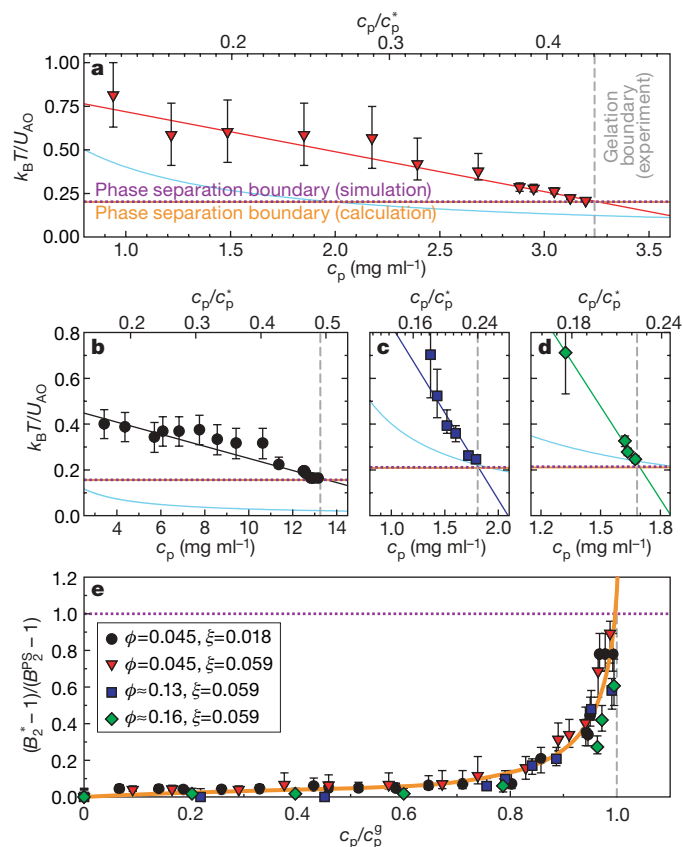 c_p/c_p^*
0.2 0.3 0.4
a
1.00
0.75
0.50
0.25
0.00
k_BT/U_AO
Gelation
boundary
(experiment)
Phase separation boundary (simulation)
Phase separation boundary (calculation)
1.0 1.5 2.0 2.5 3.0 3.5
c_p (mg ml⁻¹)
c_p/c_p^* c_p/c_p^* c_p/c_p^*
0.2 0.3 0.4 0.5 0.16 0.24 0.18 0.24
b c d
0.8
0.6
0.4
0.2
0.0
k_BT/U_AO
4 6 8 10 12 14 1.0 1.5 2.0 1.2 1.5 1.8
c_p (mg ml⁻¹) c_p (mg ml⁻¹) c_p (mg ml⁻¹)
e
1.2
1.0
0.8
0.6
0.4
0.2
0.0
(B_2^* − 1)/(B_2^PS − 1)
ϕ=0.045, ξ=0.018
ϕ=0.045, ξ=0.059
ϕ≈0.13, ξ=0.059
ϕ≈0.16, ξ=0.059
0.0 0.2 0.4 0.6 0.8 1.0
c_p/c_p^g